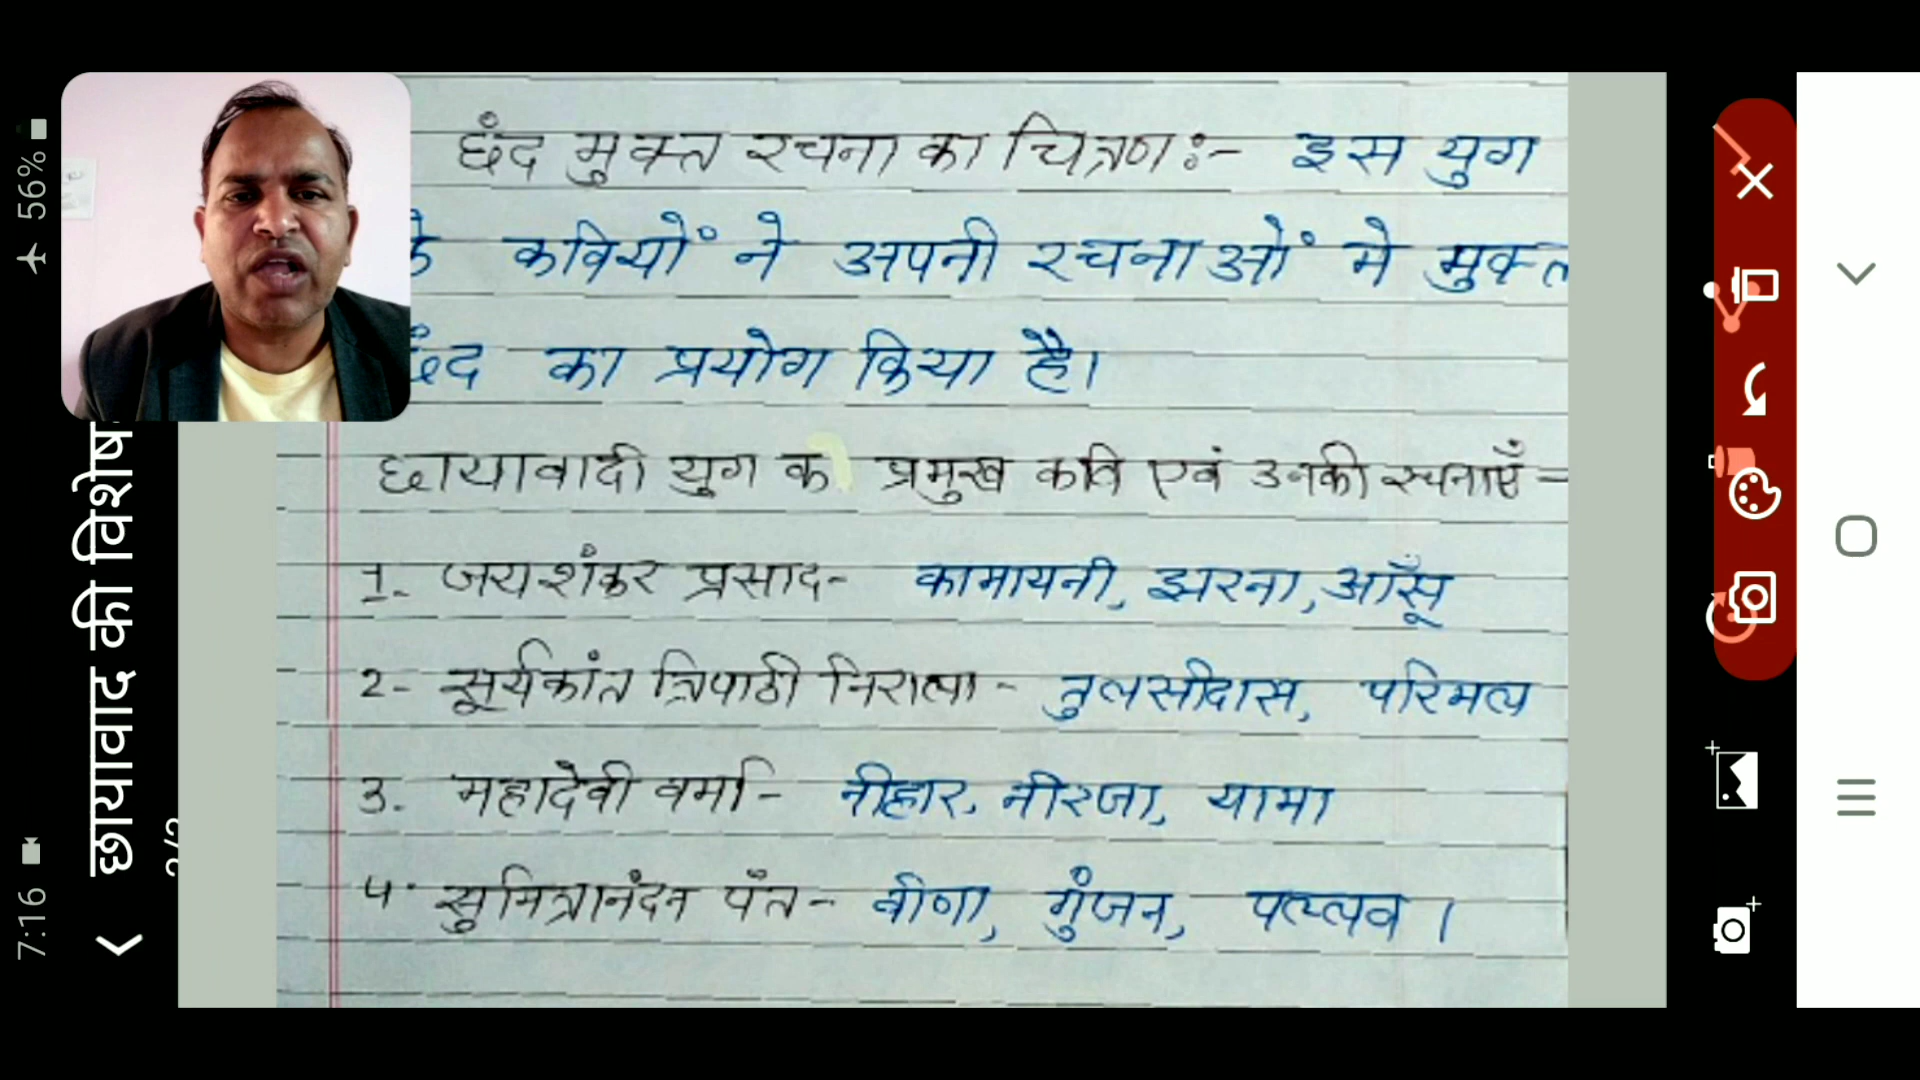 7:16
56%
छायावाद की विशेष
छंद मुक्त रचना का चित्रण:- इस युग
के कवियों ने अपनी रचनाओं मे मुक्त
छंद का प्रयोग किया है।
छायावादी युग क प्रमुख कवि एवं उनकी रचनाएँ -
1. जयशंकर प्रसाद- कामायनी, झरना, आँसू
2- सूर्यकांत त्रिपाठी निराला - तुलसीदास, परिमल
3. महादेवी वर्मा - नीहार, नीरजा, यामा
4. सुमित्रानंदन पंत - वीणा, गुंजन, पल्लव ।